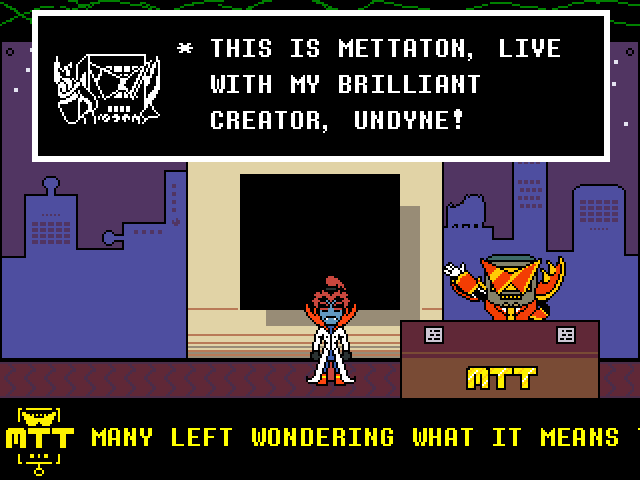 * THIS IS METTATON, LIVE
WITH MY BRILLIANT
CREATOR, UNDYNE!
MTT
MTT
MANY LEFT WONDERING WHAT IT MEANS